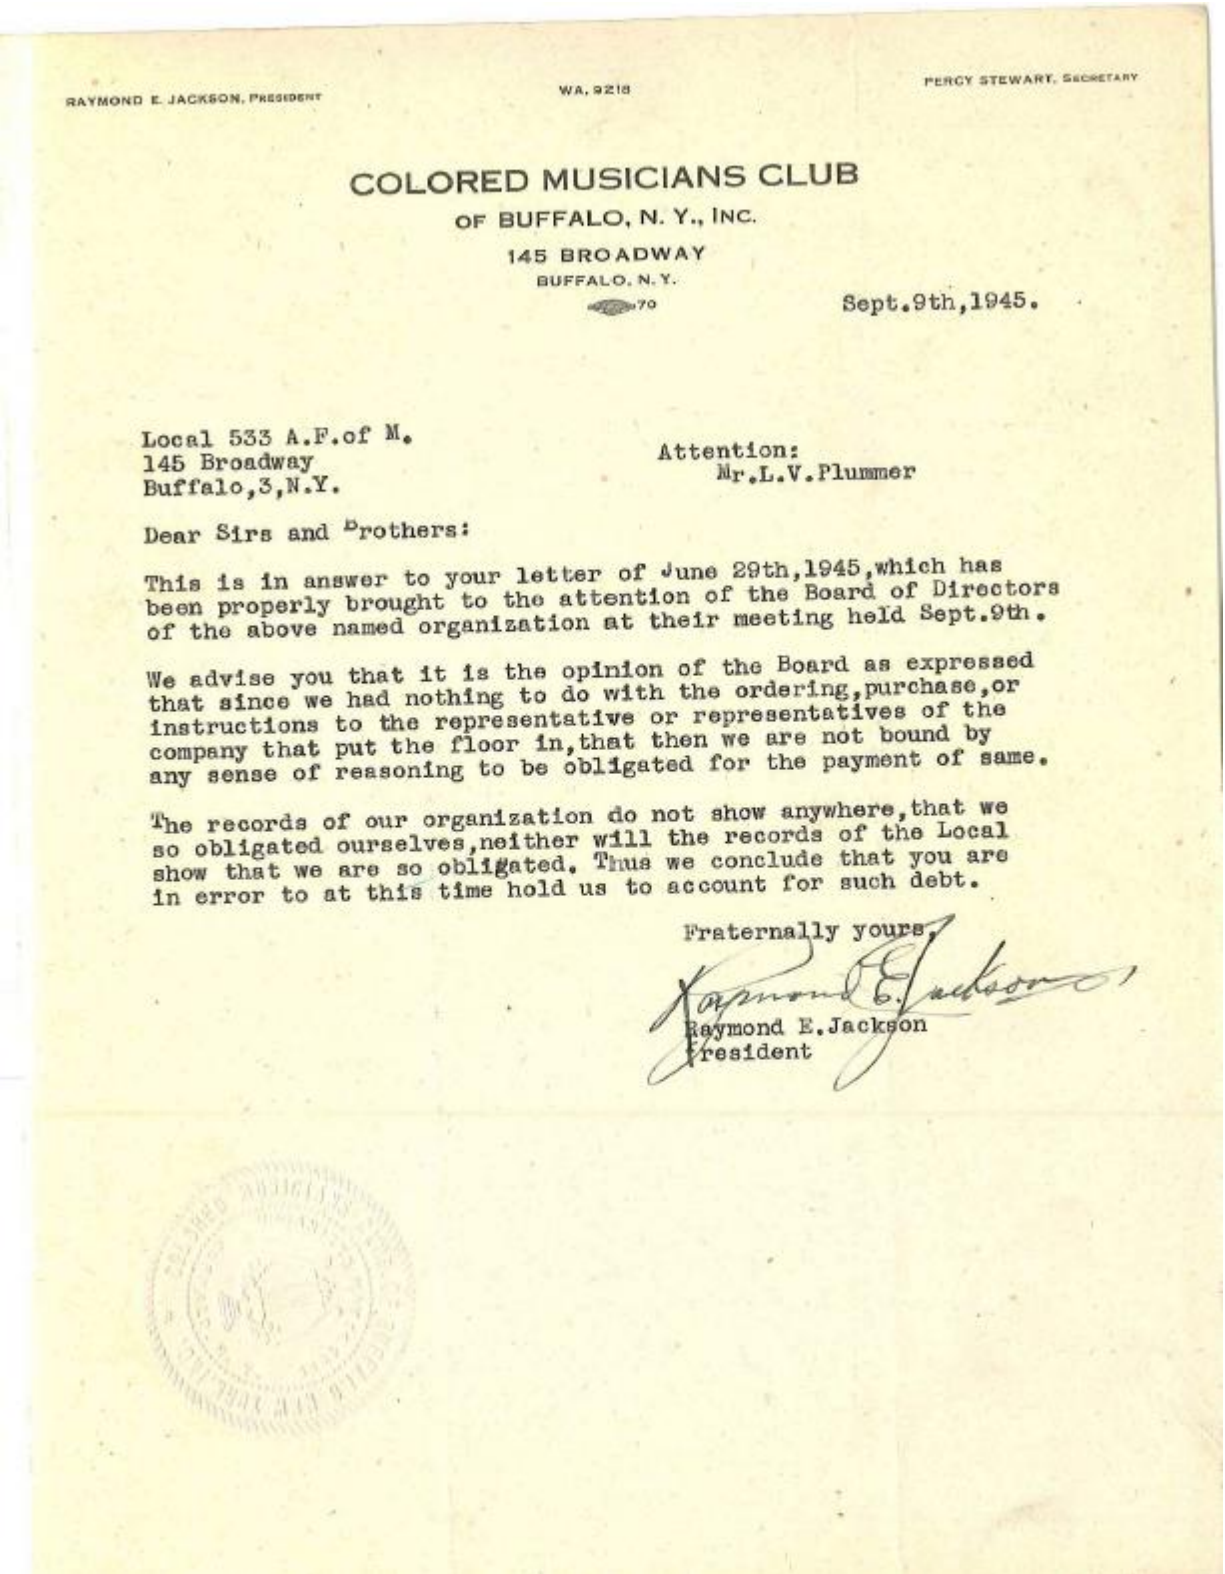 RAYMOND E. JACKSON, PRESIDENT
WA. 9218
PERCY STEWART, SECRETARY
COLORED MUSICIANS CLUB
OF BUFFALO, N. Y., INC.
145 BROADWAY
BUFFALO, N. Y.
70
Sept.9th,1945.
Local 533 A.F.of M.
145 Broadway
Buffalo,3,N.Y.
Attention:
Mr.L.V.Plummer
Dear Sirs and Brothers:
This is in answer to your letter of June 29th,1945,which has
been properly brought to the attention of the Board of Directors
of the above named organization at their meeting held Sept.9th.
We advise you that it is the opinion of the Board as expressed
that since we had nothing to do with the ordering,purchase,or
instructions to the representative or representatives of the
company that put the floor in,that then we are not bound by
any sense of reasoning to be obligated for the payment of same.
The records of our organization do not show anywhere,that we
so obligated ourselves,neither will the records of the Local
show that we are so obligated. Thus we conclude that you are
in error to at this time hold us to account for such debt.
Fraternally yours,
Raymond E. Jackson
Raymond E.Jackson
President
COLORED MUSICIANS
BUFFALO NEW YORK, INC.